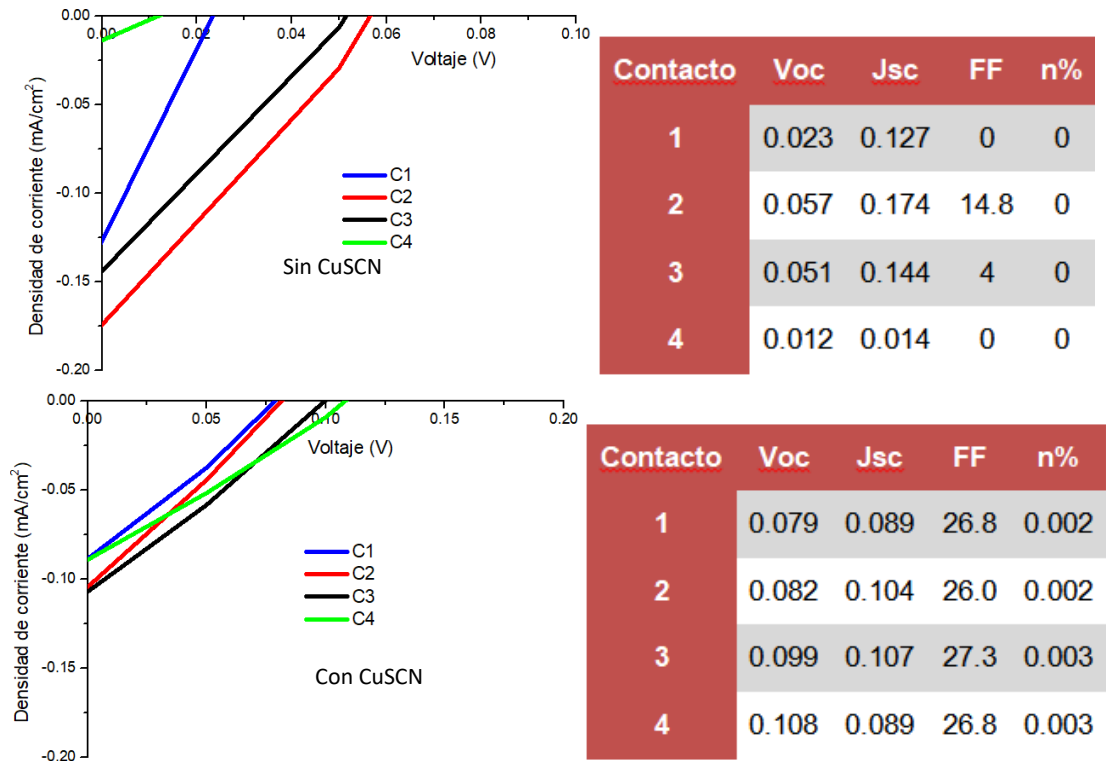 0.00
0.00 0.02 0.04 0.06 0.08 0.10
Voltaje (V)
-0.05
-0.10
-0.15
-0.20
Densidad de corriente (mA/cm²)
C1
C2
C3
C4
Sin CuSCN
Contacto Voc Jsc FF n%
1 0.023 0.127 0 0
2 0.057 0.174 14.8 0
3 0.051 0.144 4 0
4 0.012 0.014 0 0
0.00
0.00 0.05 0.10 0.15 0.20
Voltaje (V)
-0.05
-0.10
-0.15
-0.20
Densidad de corriente (mA/cm²)
C1
C2
C3
C4
Con CuSCN
Contacto Voc Jsc FF n%
1 0.079 0.089 26.8 0.002
2 0.082 0.104 26.0 0.002
3 0.099 0.107 27.3 0.003
4 0.108 0.089 26.8 0.003